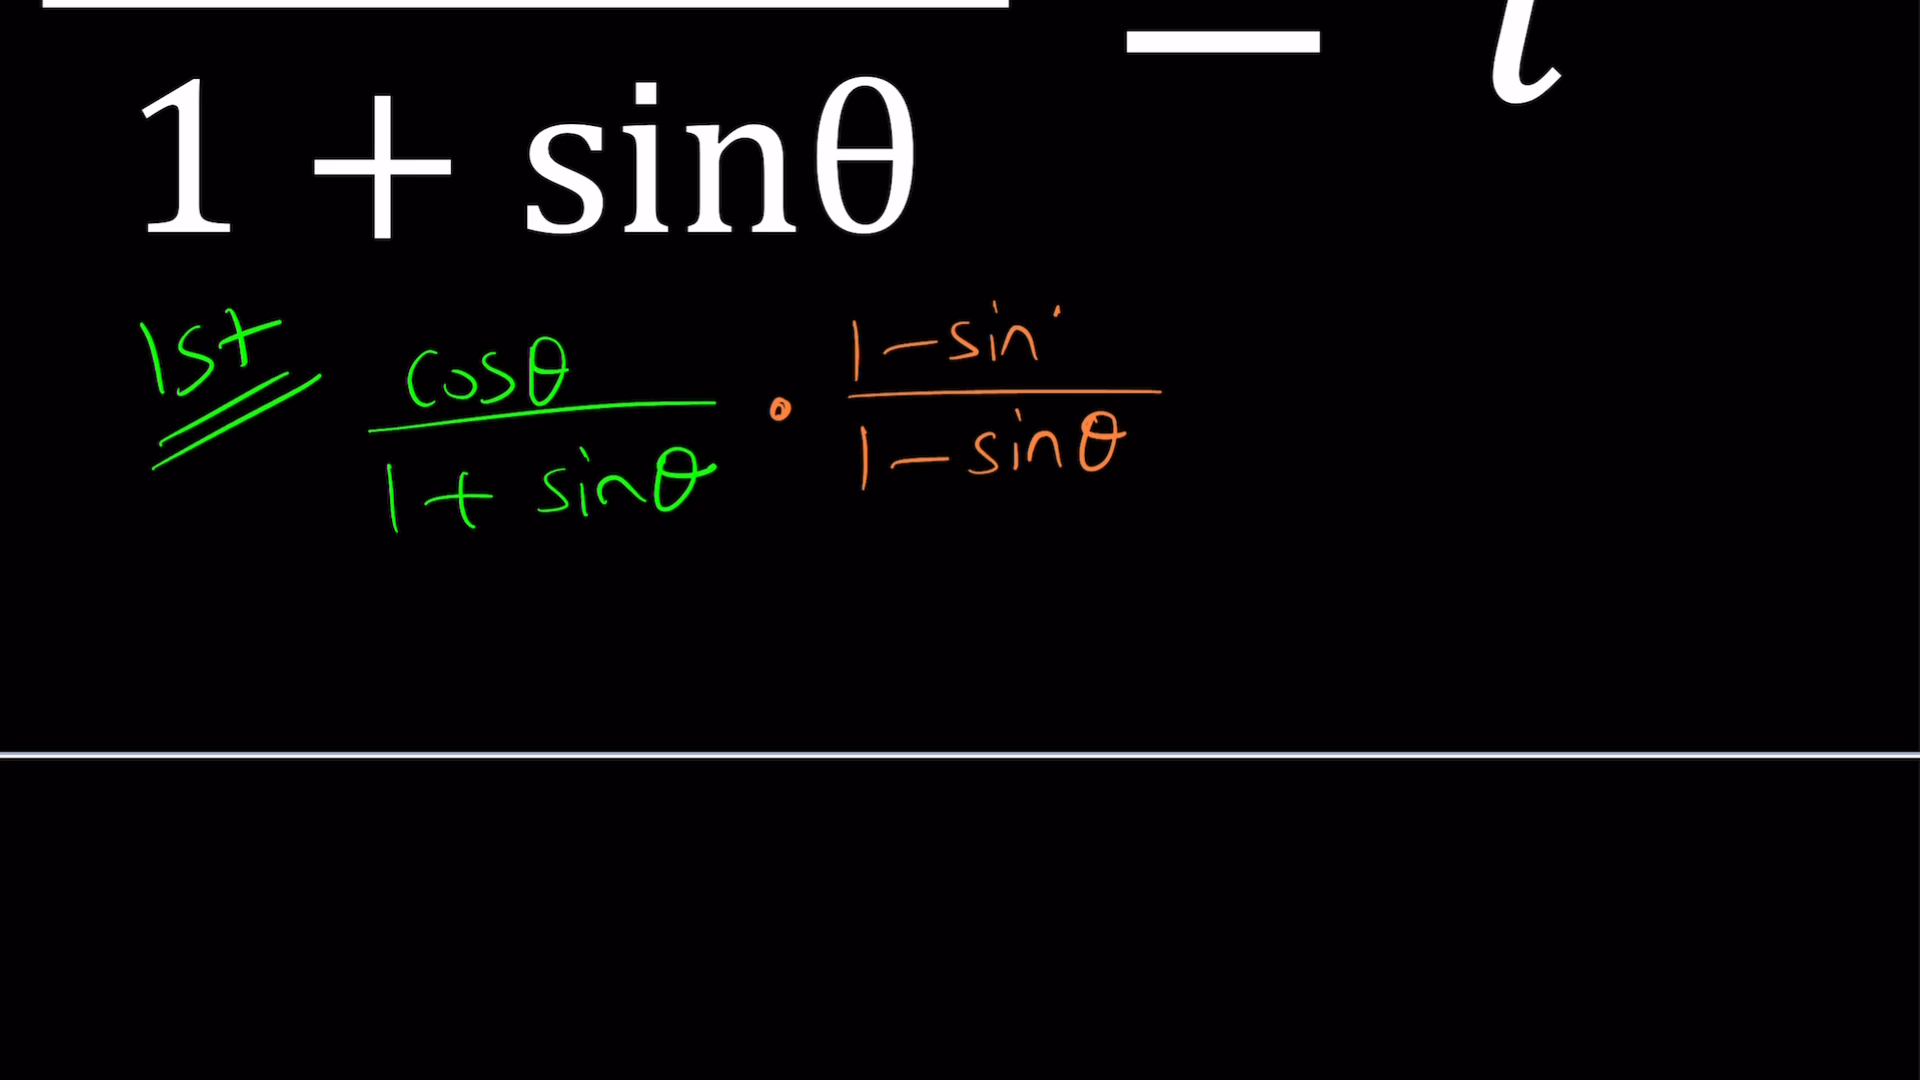 1 + sinθ
1st cosθ / 1 + sinθ • 1 - sin / 1 - sinθ